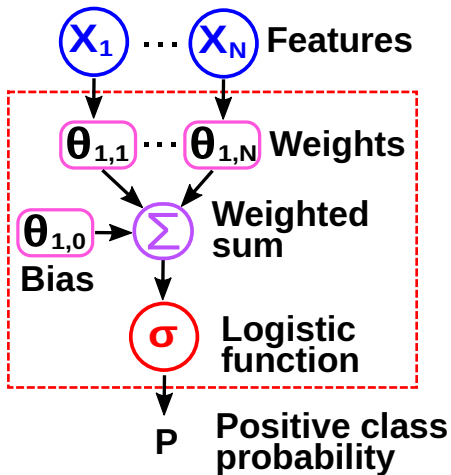 X1 ... XN Features
θ1,1 ... θ1,N Weights
Weighted
sum
Σ
θ1,0
Bias
σ
Logistic
function
P
Positive class
probability